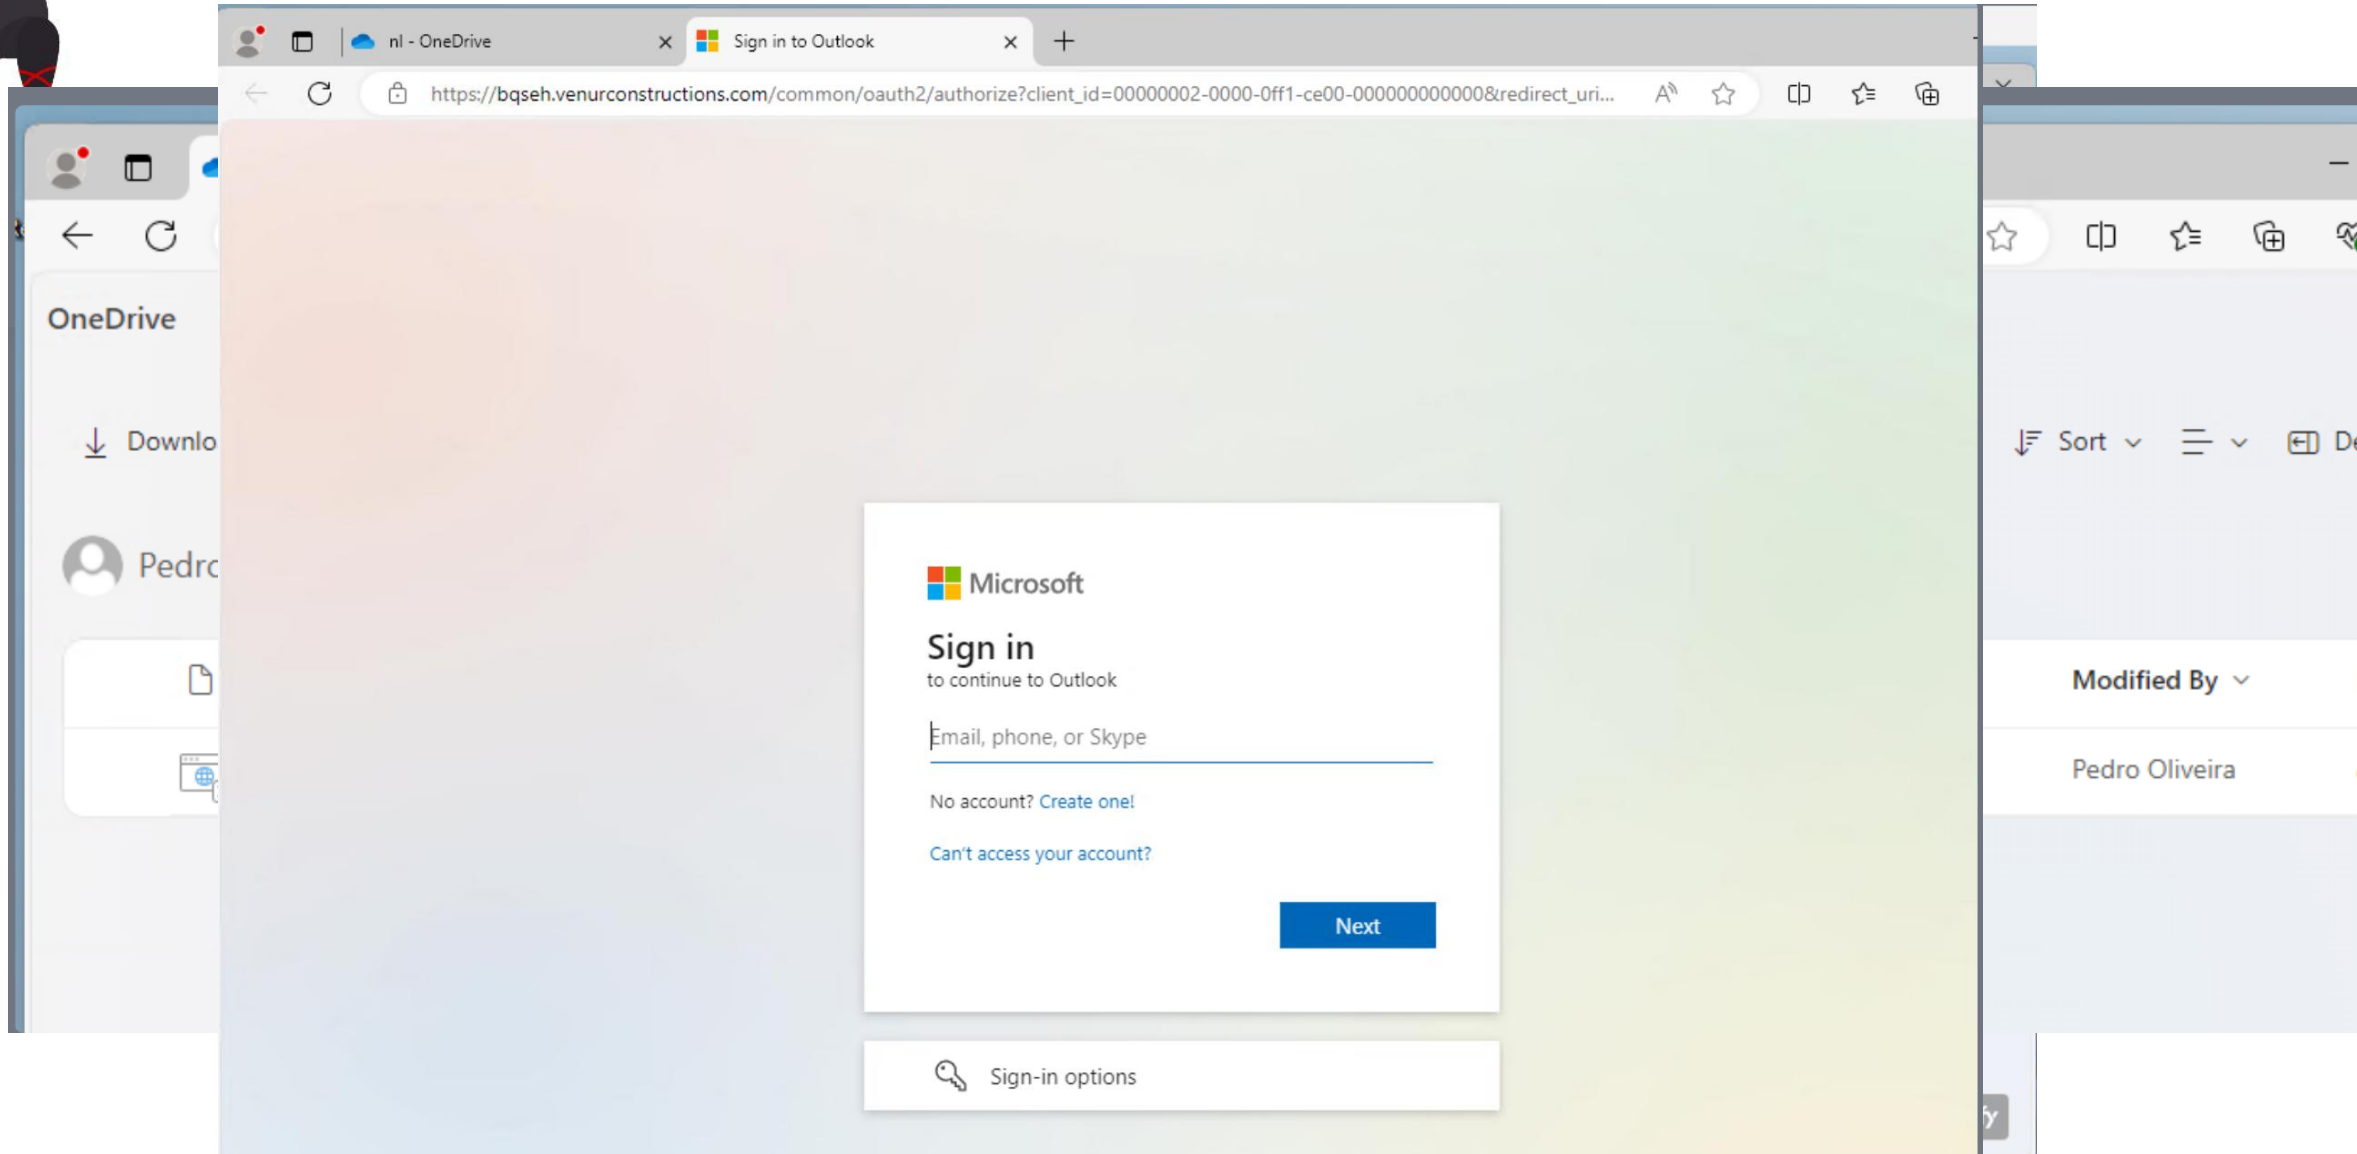 nl - OneDrive
Sign in to Outlook
https://bqseh.venurconstructions.com/common/oauth2/authorize?client_id=00000002-0000-0ff1-ce00-000000000000&redirect_uri...
OneDrive
Downlo
Sort
De
Pedro
Microsoft
Sign in
to continue to Outlook
Email, phone, or Skype
No account? Create one!
Can't access your account?
Next
Sign-in options
Modified By
Pedro Oliveira